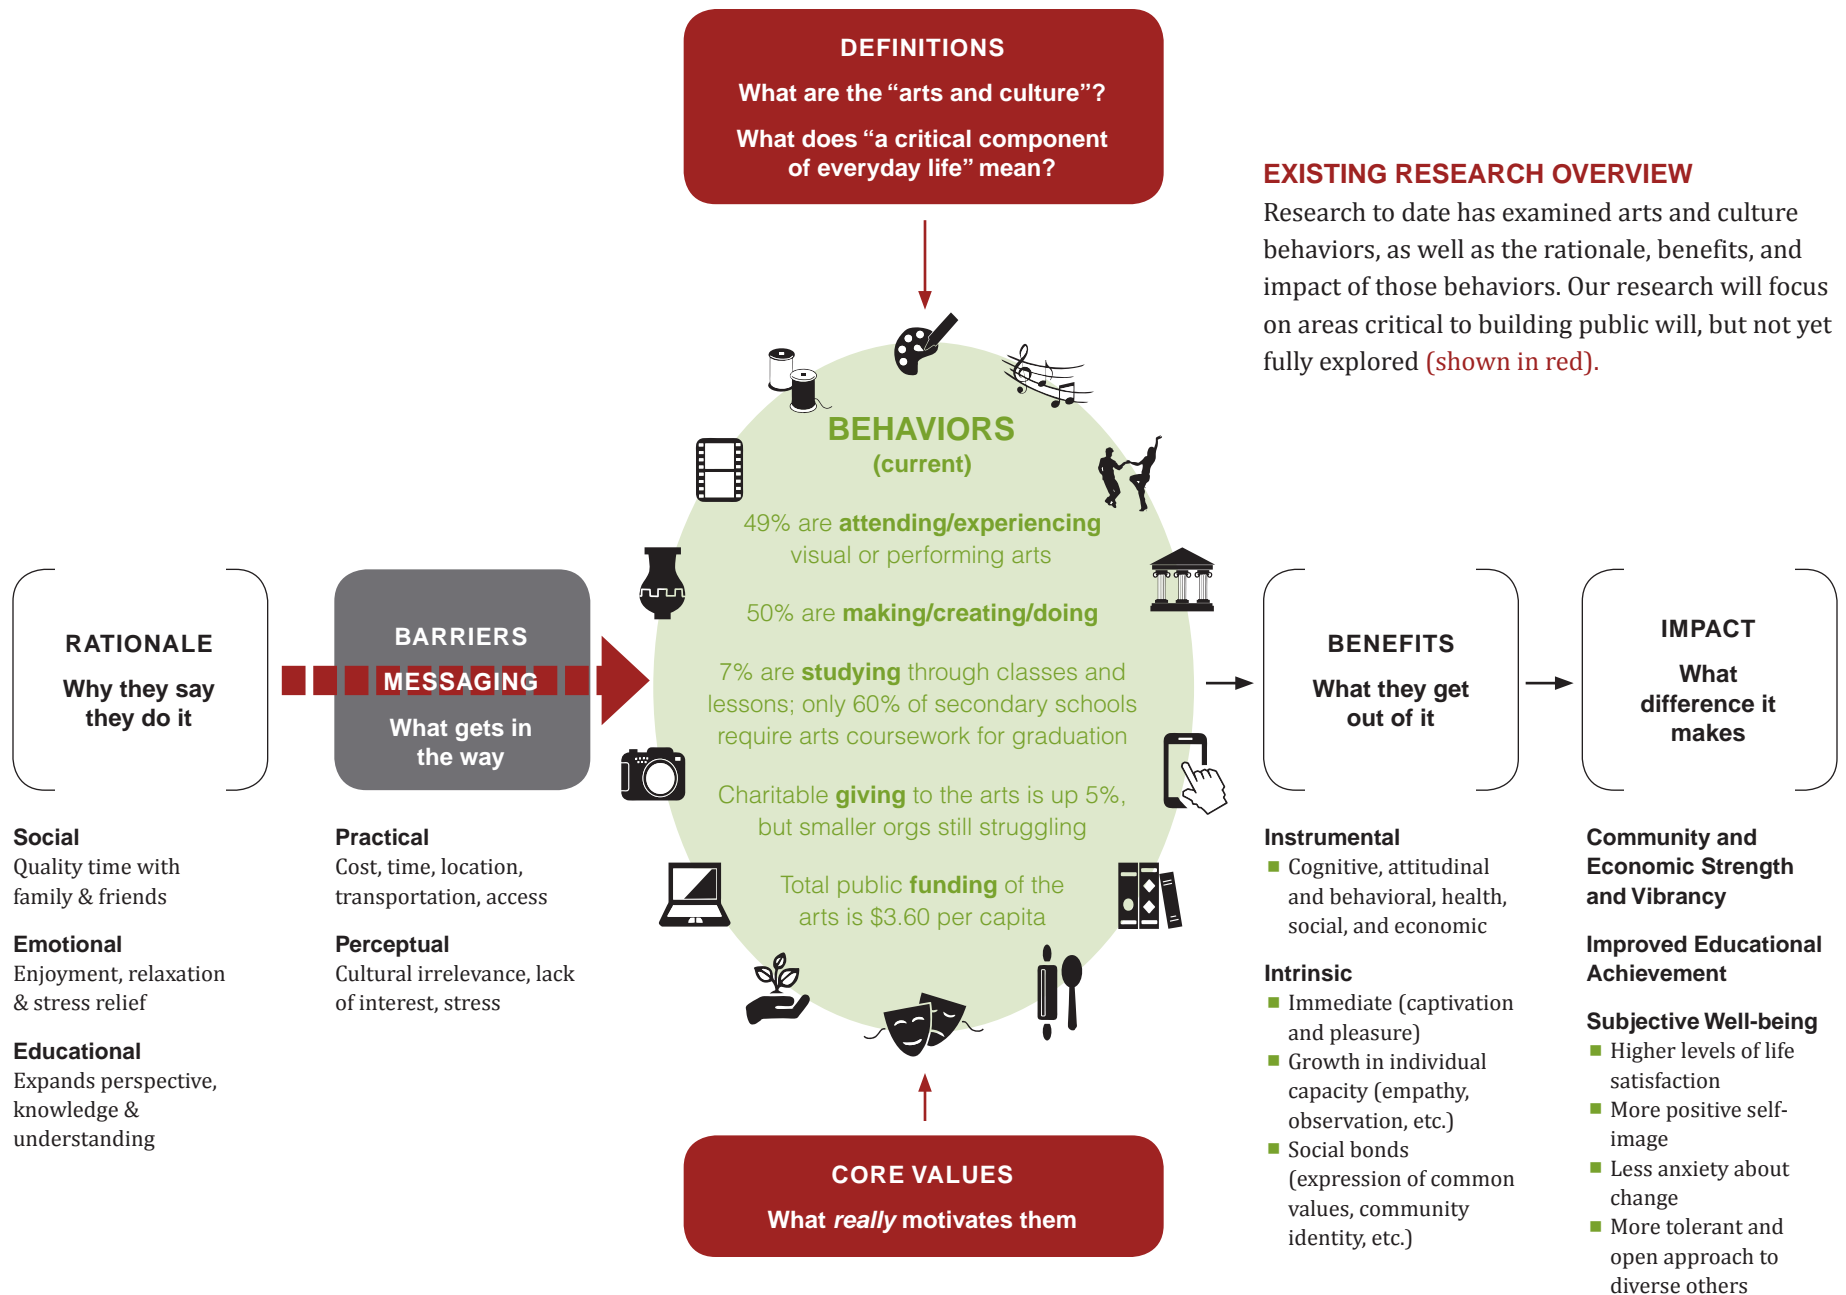 DEFINITIONS
What are the “arts and culture”?
What does “a critical component
of everyday life” mean?
EXISTING RESEARCH OVERVIEW
Research to date has examined arts and culture
behaviors, as well as the rationale, benefits, and
impact of those behaviors. Our research will focus
on areas critical to building public will, but not yet
fully explored (shown in red).
BEHAVIORS
(current)
49% are attending/experiencing
visual or performing arts
50% are making/creating/doing
7% are studying through classes and
lessons; only 60% of secondary schools
require arts coursework for graduation
Charitable giving to the arts is up 5%,
but smaller orgs still struggling
Total public funding of the
arts is $3.60 per capita
RATIONALE
Why they say
they do it
Social
Quality time with
family & friends
Emotional
Enjoyment, relaxation
& stress relief
Educational
Expands perspective,
knowledge &
understanding
BARRIERS
MESSAGING
What gets in
the way
Practical
Cost, time, location,
transportation, access
Perceptual
Cultural irrelevance, lack
of interest, stress
CORE VALUES
What really motivates them
BENEFITS
What they get
out of it
Instrumental
Cognitive, attitudinal
and behavioral, health,
social, and economic
Intrinsic
Immediate (captivation
and pleasure)
Growth in individual
capacity (empathy,
observation, etc.)
Social bonds
(expression of common
values, community
identity, etc.)
IMPACT
What
difference it
makes
Community and
Economic Strength
and Vibrancy
Improved Educational
Achievement
Subjective Well-being
Higher levels of life
satisfaction
More positive self-
image
Less anxiety about
change
More tolerant and
open approach to
diverse others